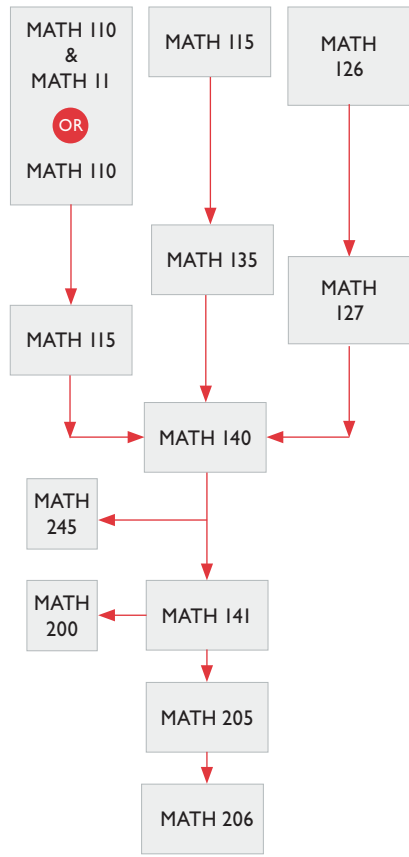 MATH 110
&
MATH 11
OR
MATH 110
MATH 115
MATH
126
MATH 135
MATH
127
MATH 115
MATH 140
MATH
245
MATH
200
MATH 141
MATH 205
MATH 206